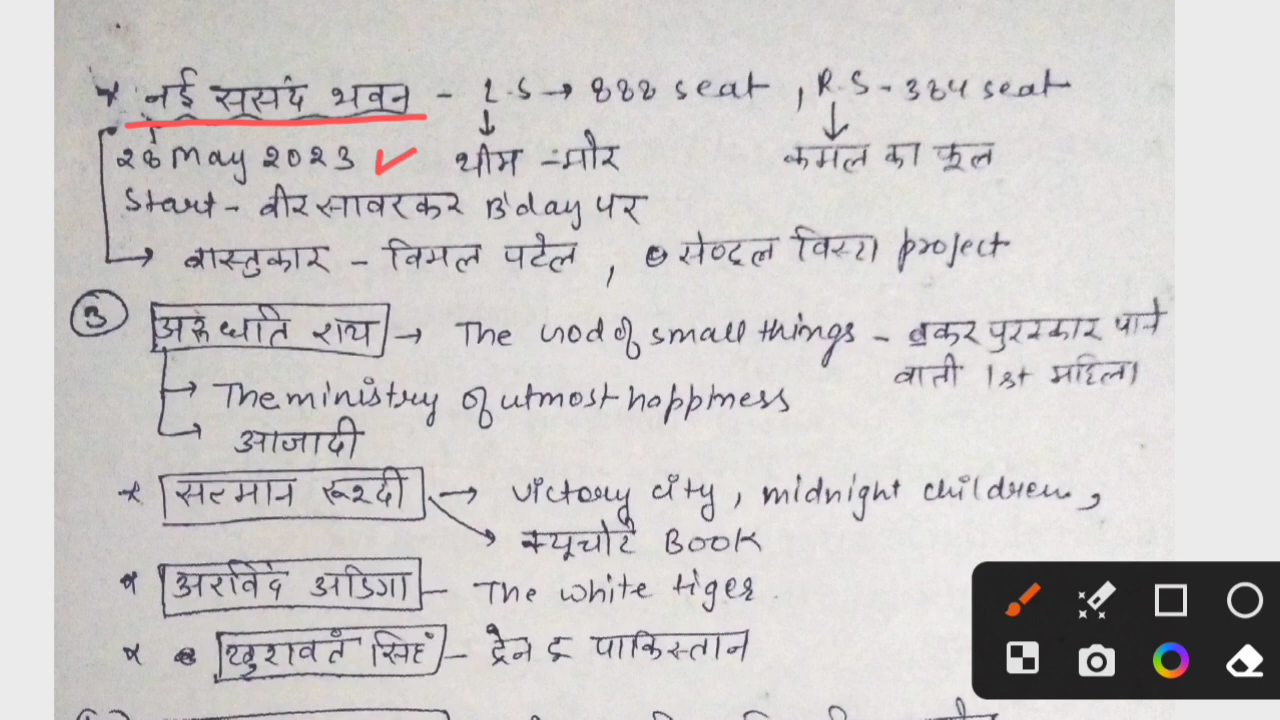 * नई सूसंद भवन - L.S → 888 seat , R.S - 384 seat
28 May 2023 थीम - मोर कमल का फूल
Start - वीर सावरकर B'day पर
→ वास्तुकार - विमल पटेल , सेण्ट्रल विस्टा project
③ अरुंधति राय → The God of small things - बुकर पुरस्कार पाने
वाली 1st महिला
→ The ministry of utmost happiness
→ आजादी
* सलमान रूश्दी → victory city, midnight children,
→ क्यूचोटे BOOK
* अरविंद अडिगा - The white tiger
* खुशवतं सिहं - ट्रेन टू पाकिस्तान